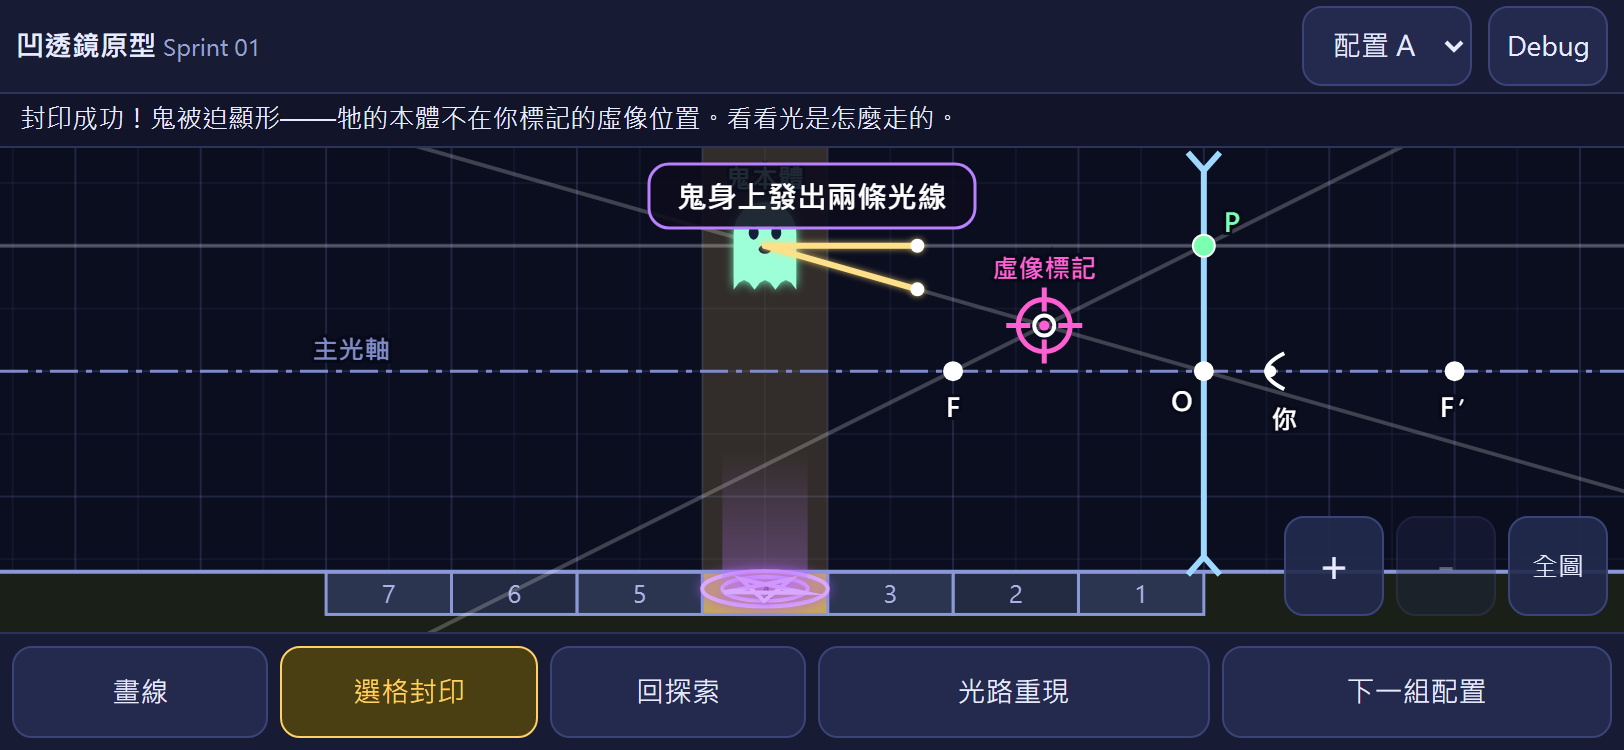 凹透鏡原型 Sprint 01
配置 A
Debug
封印成功！鬼被迫顯形——牠的本體不在你標記的虛像位置。看看光是怎麼走的。
鬼本體
鬼身上發出兩條光線
P
虛像標記
主光軸
F
O
你
F′
7
6
5
3
2
1
+
-
全圖
畫線
選格封印
回探索
光路重現
下一組配置